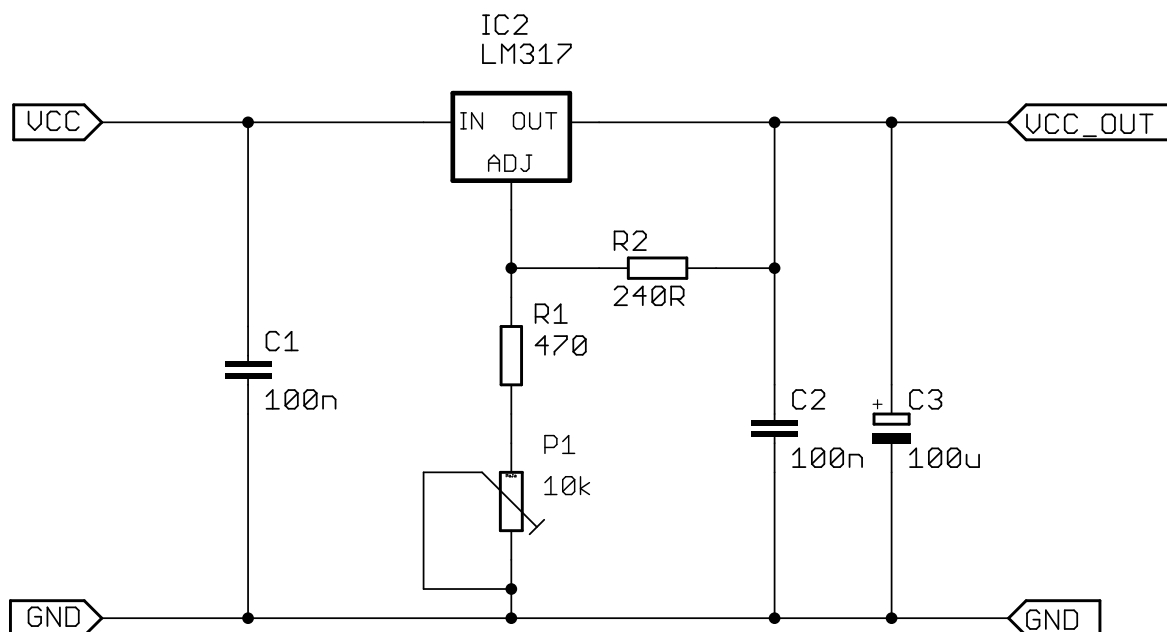 IC2
LM317
VCC
IN OUT
ADJ
VCC_OUT
R2
240R
R1
470
C1
100n
P1
10k
C2
100n
+
C3
100u
GND
GND